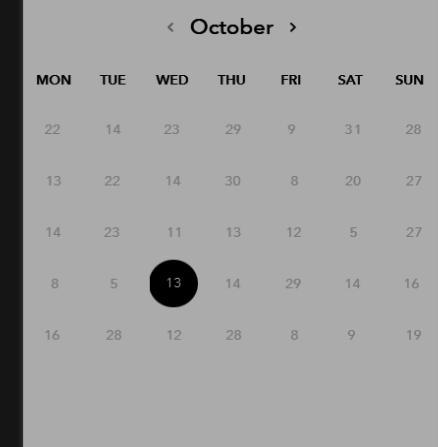 ‹ October ›
MON TUE WED THU FRI SAT SUN
22 14 23 29 9 31 28
13 22 14 30 8 20 27
14 23 11 13 12 5 27
8 5 13 14 29 14 16
16 28 12 28 8 9 19